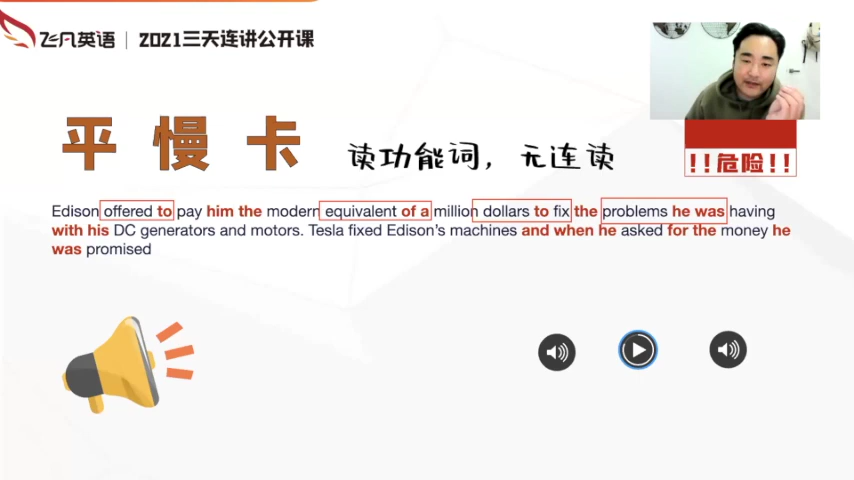 飞凡英语 | 2021三天连讲公开课
平 慢 卡 读功能词，无连读
!!危险!!
Edison offered to pay him the modern equivalent of a million dollars to fix the problems he was having
with his DC generators and motors. Tesla fixed Edison's machines and when he asked for the money he
was promised